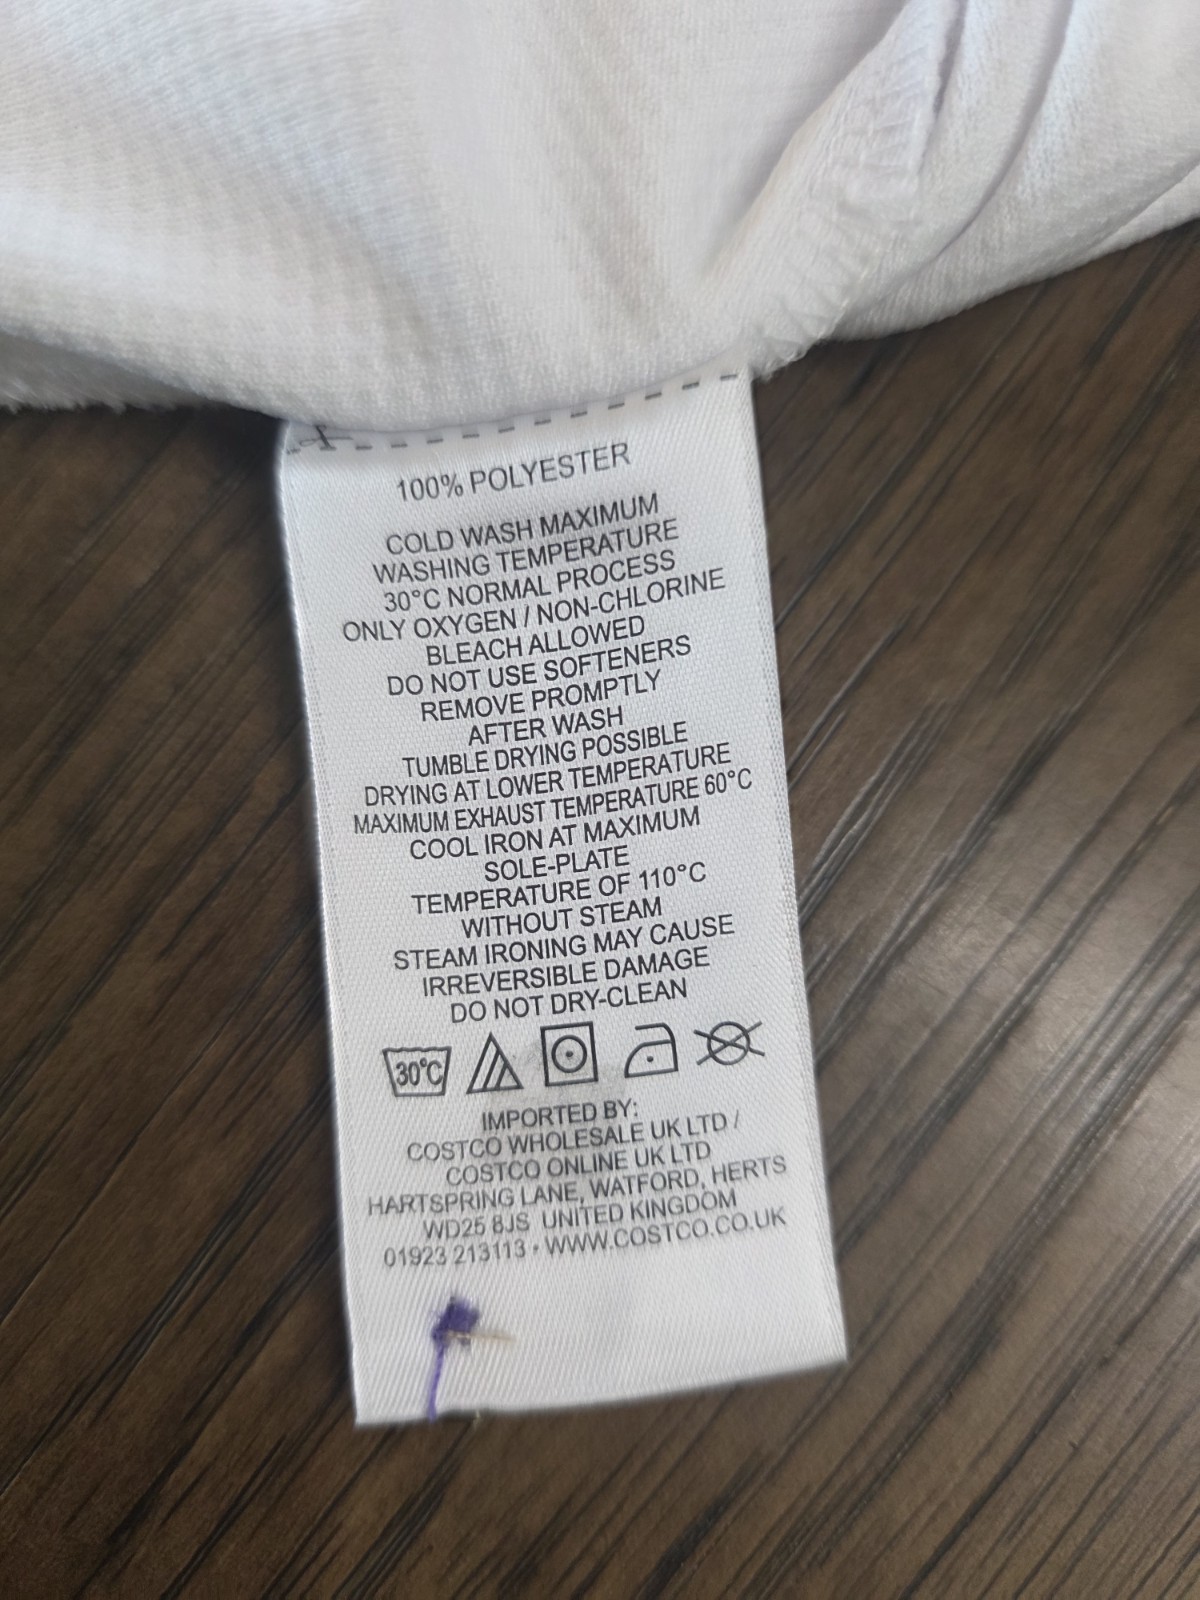 100% POLYESTER
COLD WASH MAXIMUM
WASHING TEMPERATURE
30°C NORMAL PROCESS
ONLY OXYGEN / NON-CHLORINE
BLEACH ALLOWED
DO NOT USE SOFTENERS
REMOVE PROMPTLY
AFTER WASH
TUMBLE DRYING POSSIBLE
DRYING AT LOWER TEMPERATURE
MAXIMUM EXHAUST TEMPERATURE 60°C
COOL IRON AT MAXIMUM
SOLE-PLATE
TEMPERATURE OF 110°C
WITHOUT STEAM
STEAM IRONING MAY CAUSE
IRREVERSIBLE DAMAGE
DO NOT DRY-CLEAN
30°C
IMPORTED BY:
COSTCO WHOLESALE UK LTD /
COSTCO ONLINE UK LTD
HARTSPRING LANE, WATFORD, HERTS
WD25 8JS UNITED KINGDOM
01923 213113 • WWW.COSTCO.CO.UK